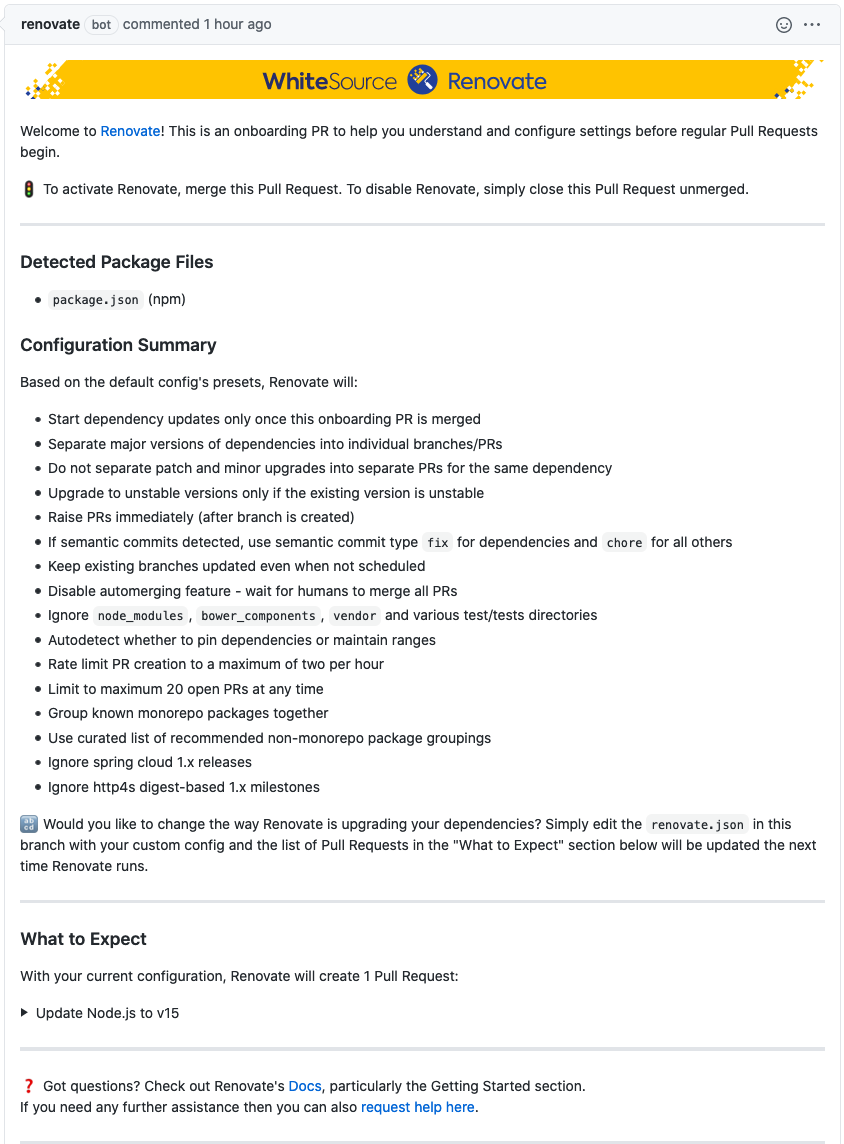 renovate bot commented 1 hour ago
WhiteSource Renovate
Welcome to Renovate! This is an onboarding PR to help you understand and configure settings before regular Pull Requests
begin.
To activate Renovate, merge this Pull Request. To disable Renovate, simply close this Pull Request unmerged.
Detected Package Files
• package.json (npm)
Configuration Summary
Based on the default config's presets, Renovate will:
• Start dependency updates only once this onboarding PR is merged
• Separate major versions of dependencies into individual branches/PRs
• Do not separate patch and minor upgrades into separate PRs for the same dependency
• Upgrade to unstable versions only if the existing version is unstable
• Raise PRs immediately (after branch is created)
• If semantic commits detected, use semantic commit type fix for dependencies and chore for all others
• Keep existing branches updated even when not scheduled
• Disable automerging feature - wait for humans to merge all PRs
• Ignore node_modules, bower_components, vendor and various test/tests directories
• Autodetect whether to pin dependencies or maintain ranges
• Rate limit PR creation to a maximum of two per hour
• Limit to maximum 20 open PRs at any time
• Group known monorepo packages together
• Use curated list of recommended non-monorepo package groupings
• Ignore spring cloud 1.x releases
• Ignore http4s digest-based 1.x milestones
🔡 Would you like to change the way Renovate is upgrading your dependencies? Simply edit the renovate.json in this
branch with your custom config and the list of Pull Requests in the "What to Expect" section below will be updated the next
time Renovate runs.
What to Expect
With your current configuration, Renovate will create 1 Pull Request:
Update Node.js to v15
❓ Got questions? Check out Renovate's Docs, particularly the Getting Started section.
If you need any further assistance then you can also request help here.